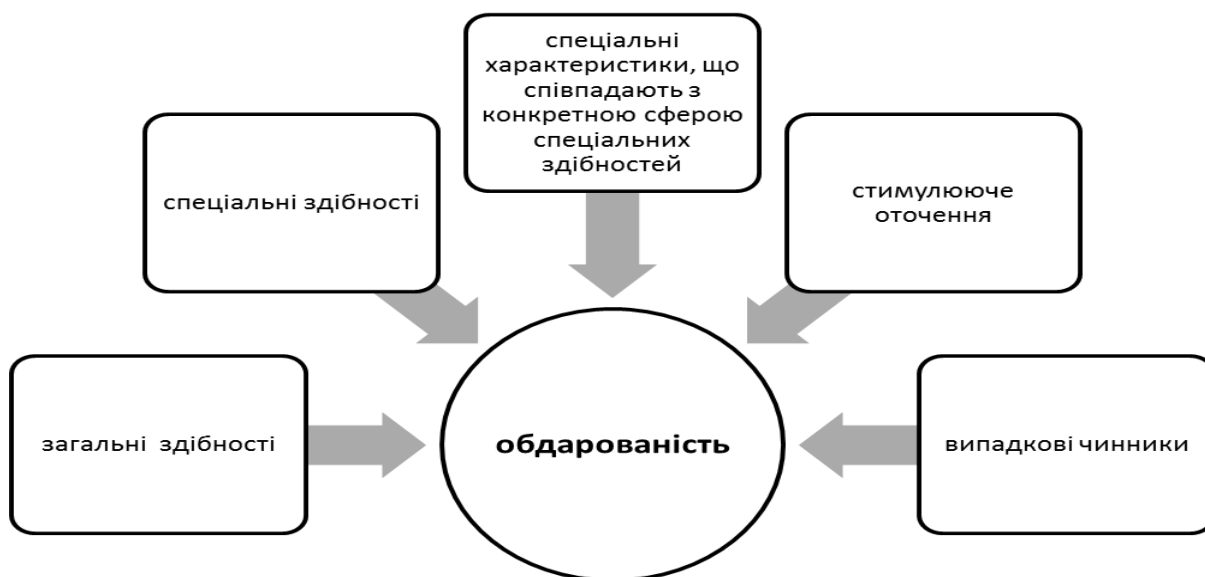 спеціальні
характеристики, що
співпадають з
конкретною сферою
спеціальних
здібностей
спеціальні здібності
стимулююче
оточення
загальні здібності
обдарованість
випадкові чинники